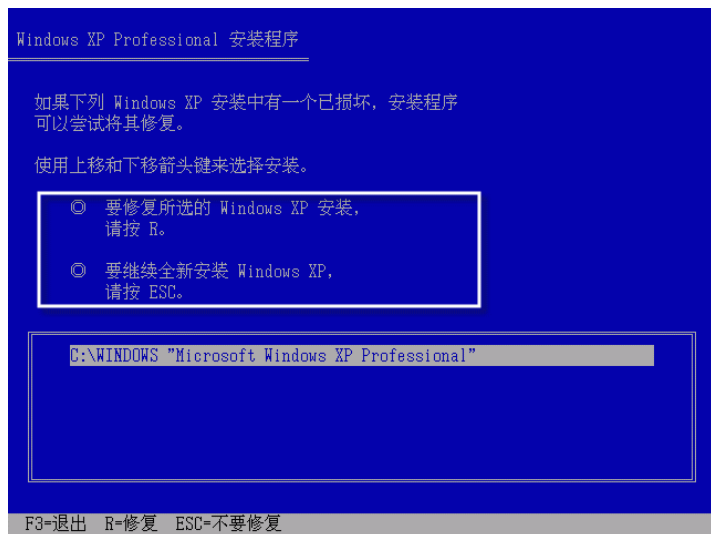 Windows XP Professional 安装程序
如果下列 Windows XP 安装中有一个已损坏，安装程序
可以尝试将其修复。
使用上移和下移箭头键来选择安装。
◎ 要修复所选的 Windows XP 安装，
请按 R。
◎ 要继续全新安装 Windows XP，
请按 ESC。
C:\WINDOWS "Microsoft Windows XP Professional"
F3=退出 R=修复 ESC=不要修复